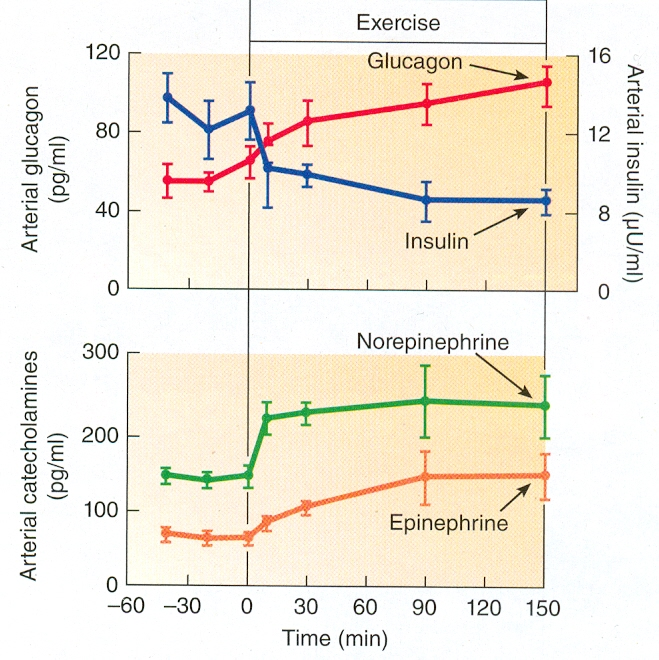 Exercise
Glucagon
Insulin
Arterial glucagon
(pg/ml)
120
80
40
0
Arterial insulin (μU/ml)
16
12
8
0
Norepinephrine
Epinephrine
Arterial catecholamines
(pg/ml)
300
200
100
0
−60 −30 0 30 60 90 120 150
Time (min)